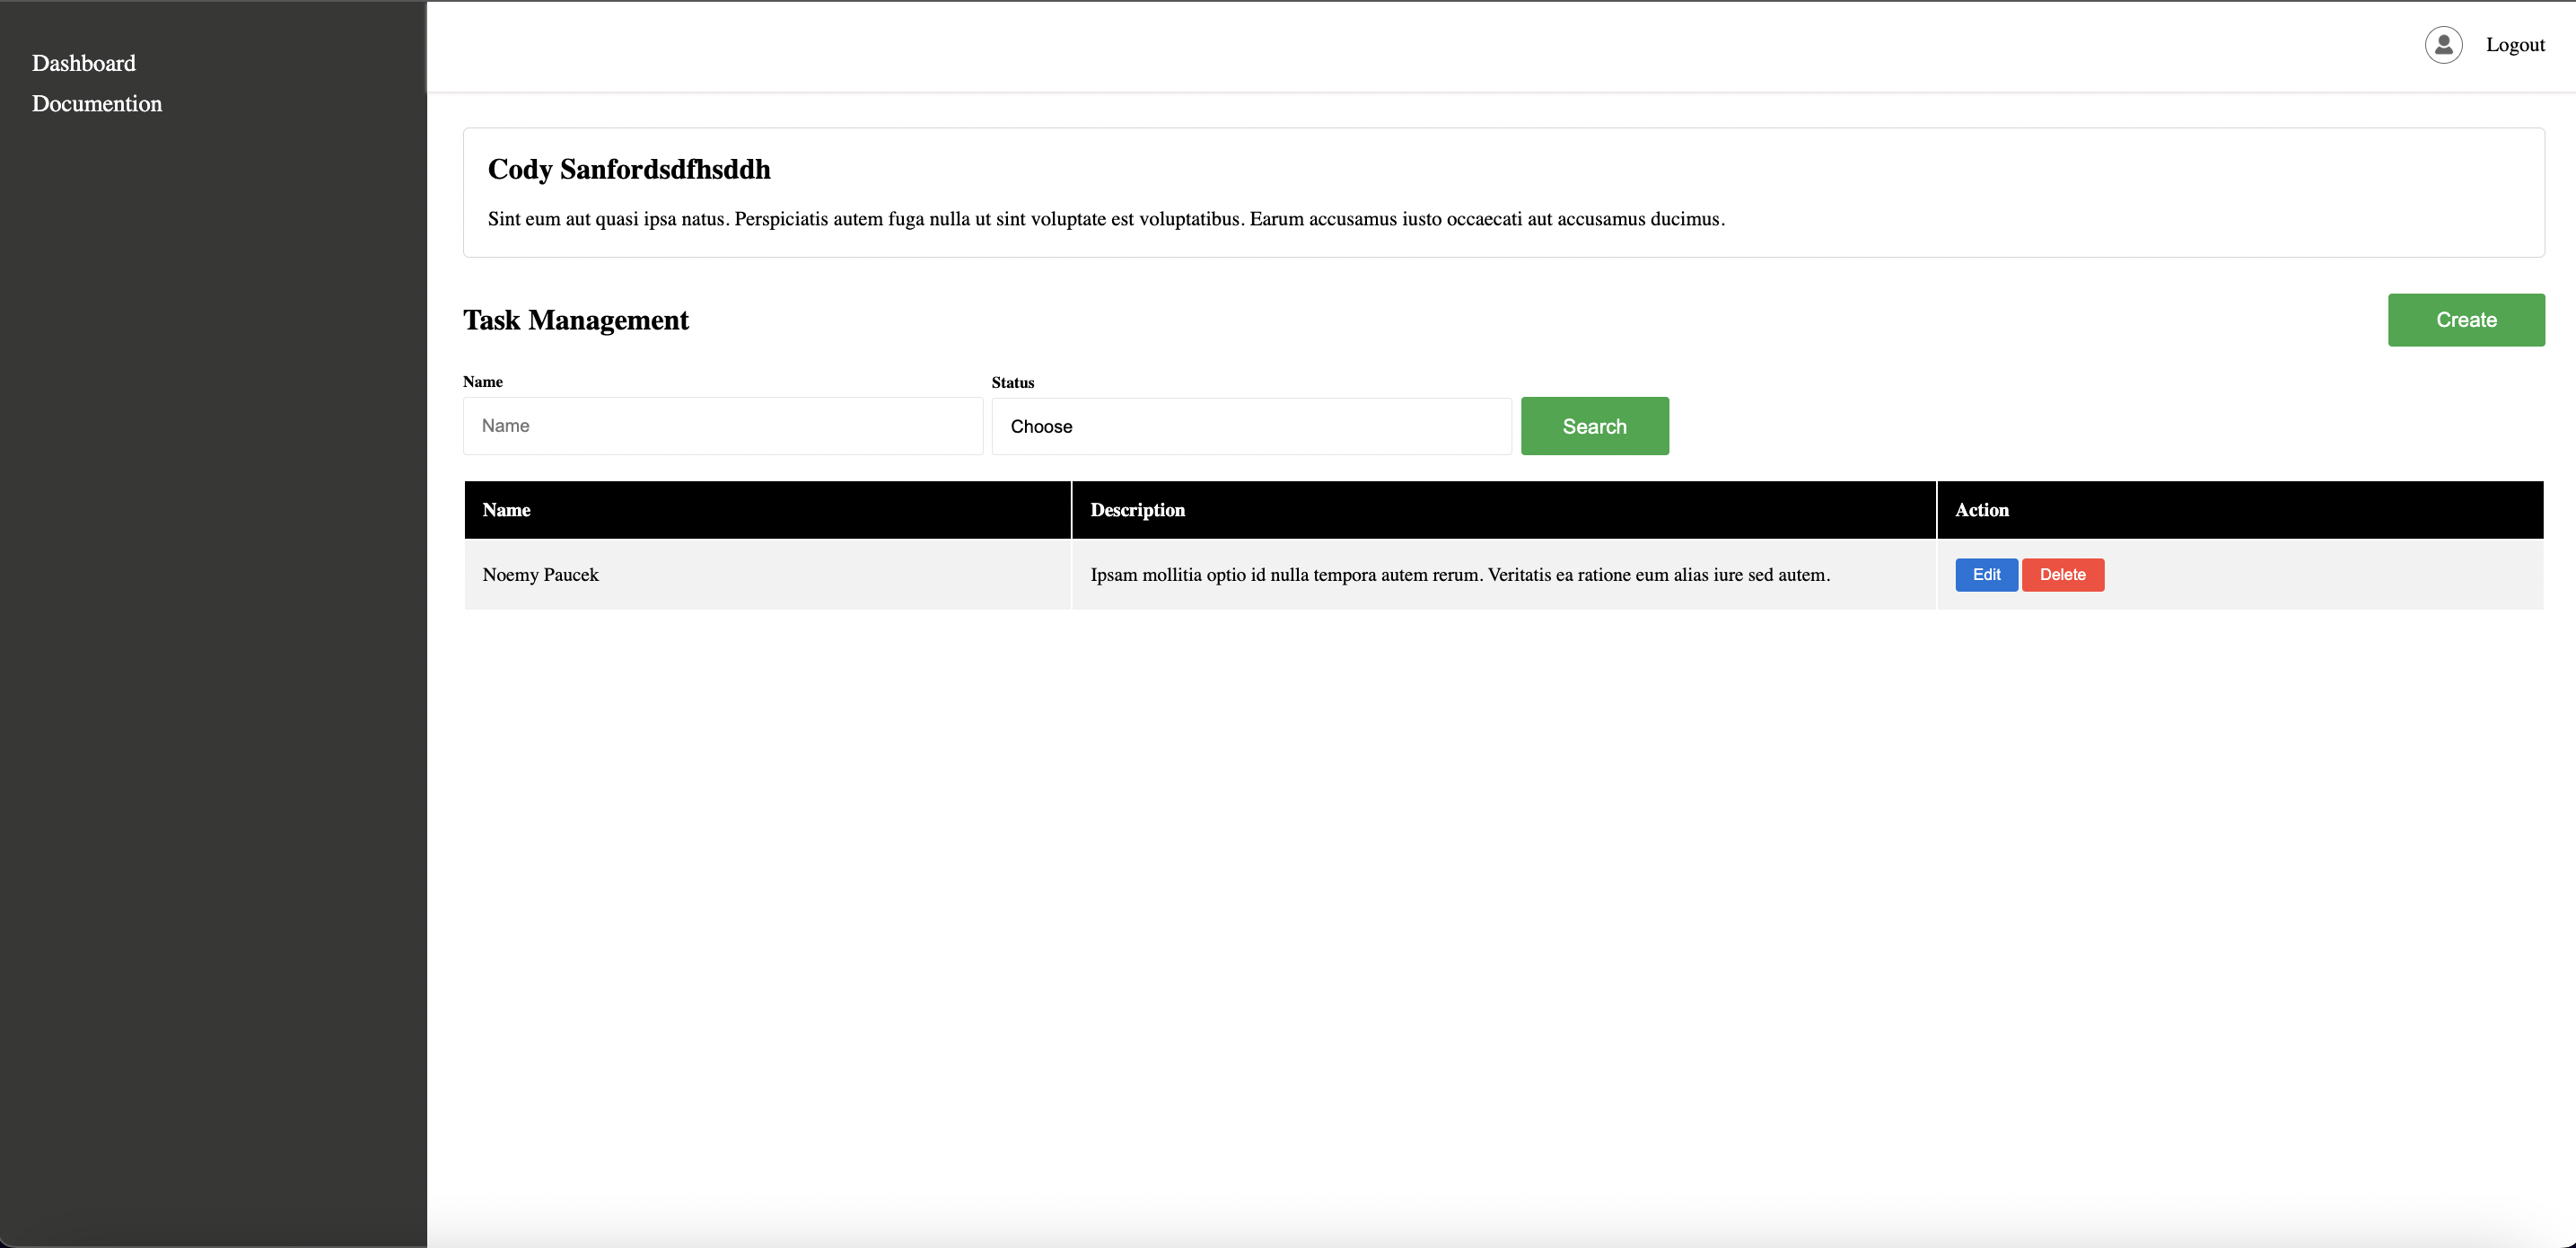 Dashboard
Documention
Logout
Cody Sanfordsdfhsddh
Sint eum aut quasi ipsa natus. Perspiciatis autem fuga nulla ut sint voluptate est voluptatibus. Earum accusamus iusto occaecati aut accusamus ducimus.
Task Management
Create
Name
Status
Name
Choose
Search
Name
Description
Action
Noemy Paucek
Ipsam mollitia optio id nulla tempora autem rerum. Veritatis ea ratione eum alias iure sed autem.
Edit
Delete